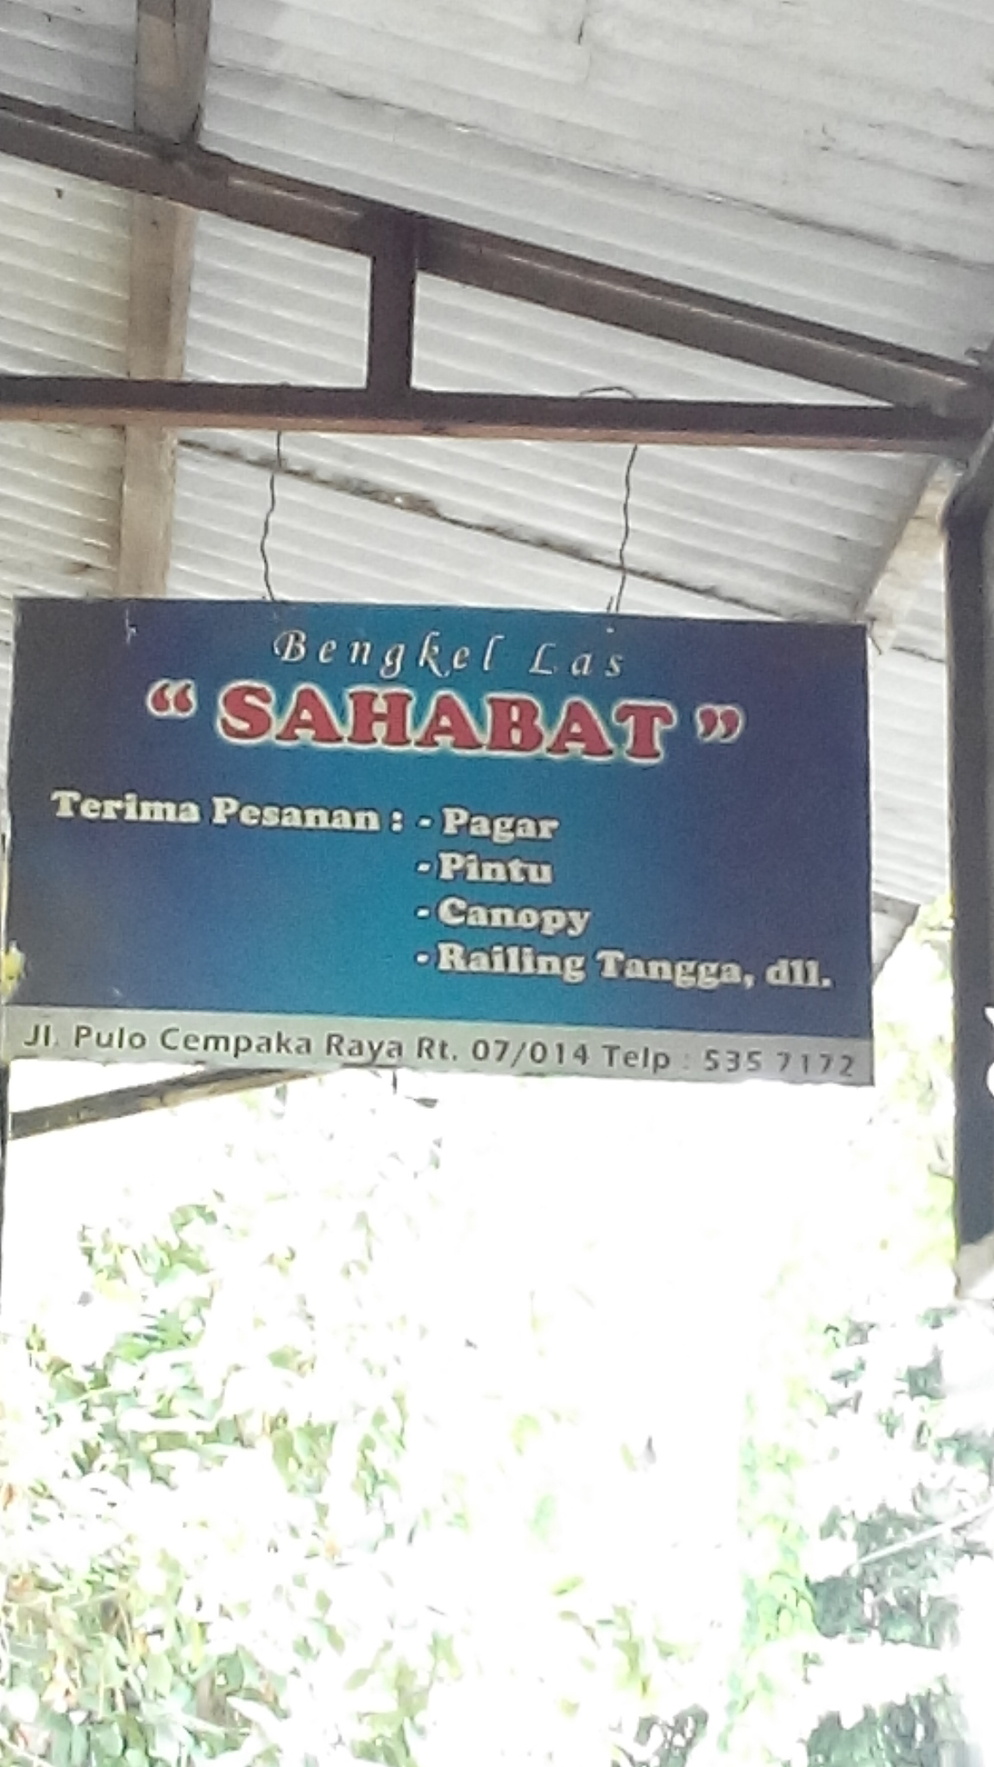 Bengkel Las
“ SAHABAT ”
Terima Pesanan : - Pagar
- Pintu
- Canopy
- Railing Tangga, dll.
Jl. Pulo Cempaka Raya Rt. 07/014 Telp : 535 7172